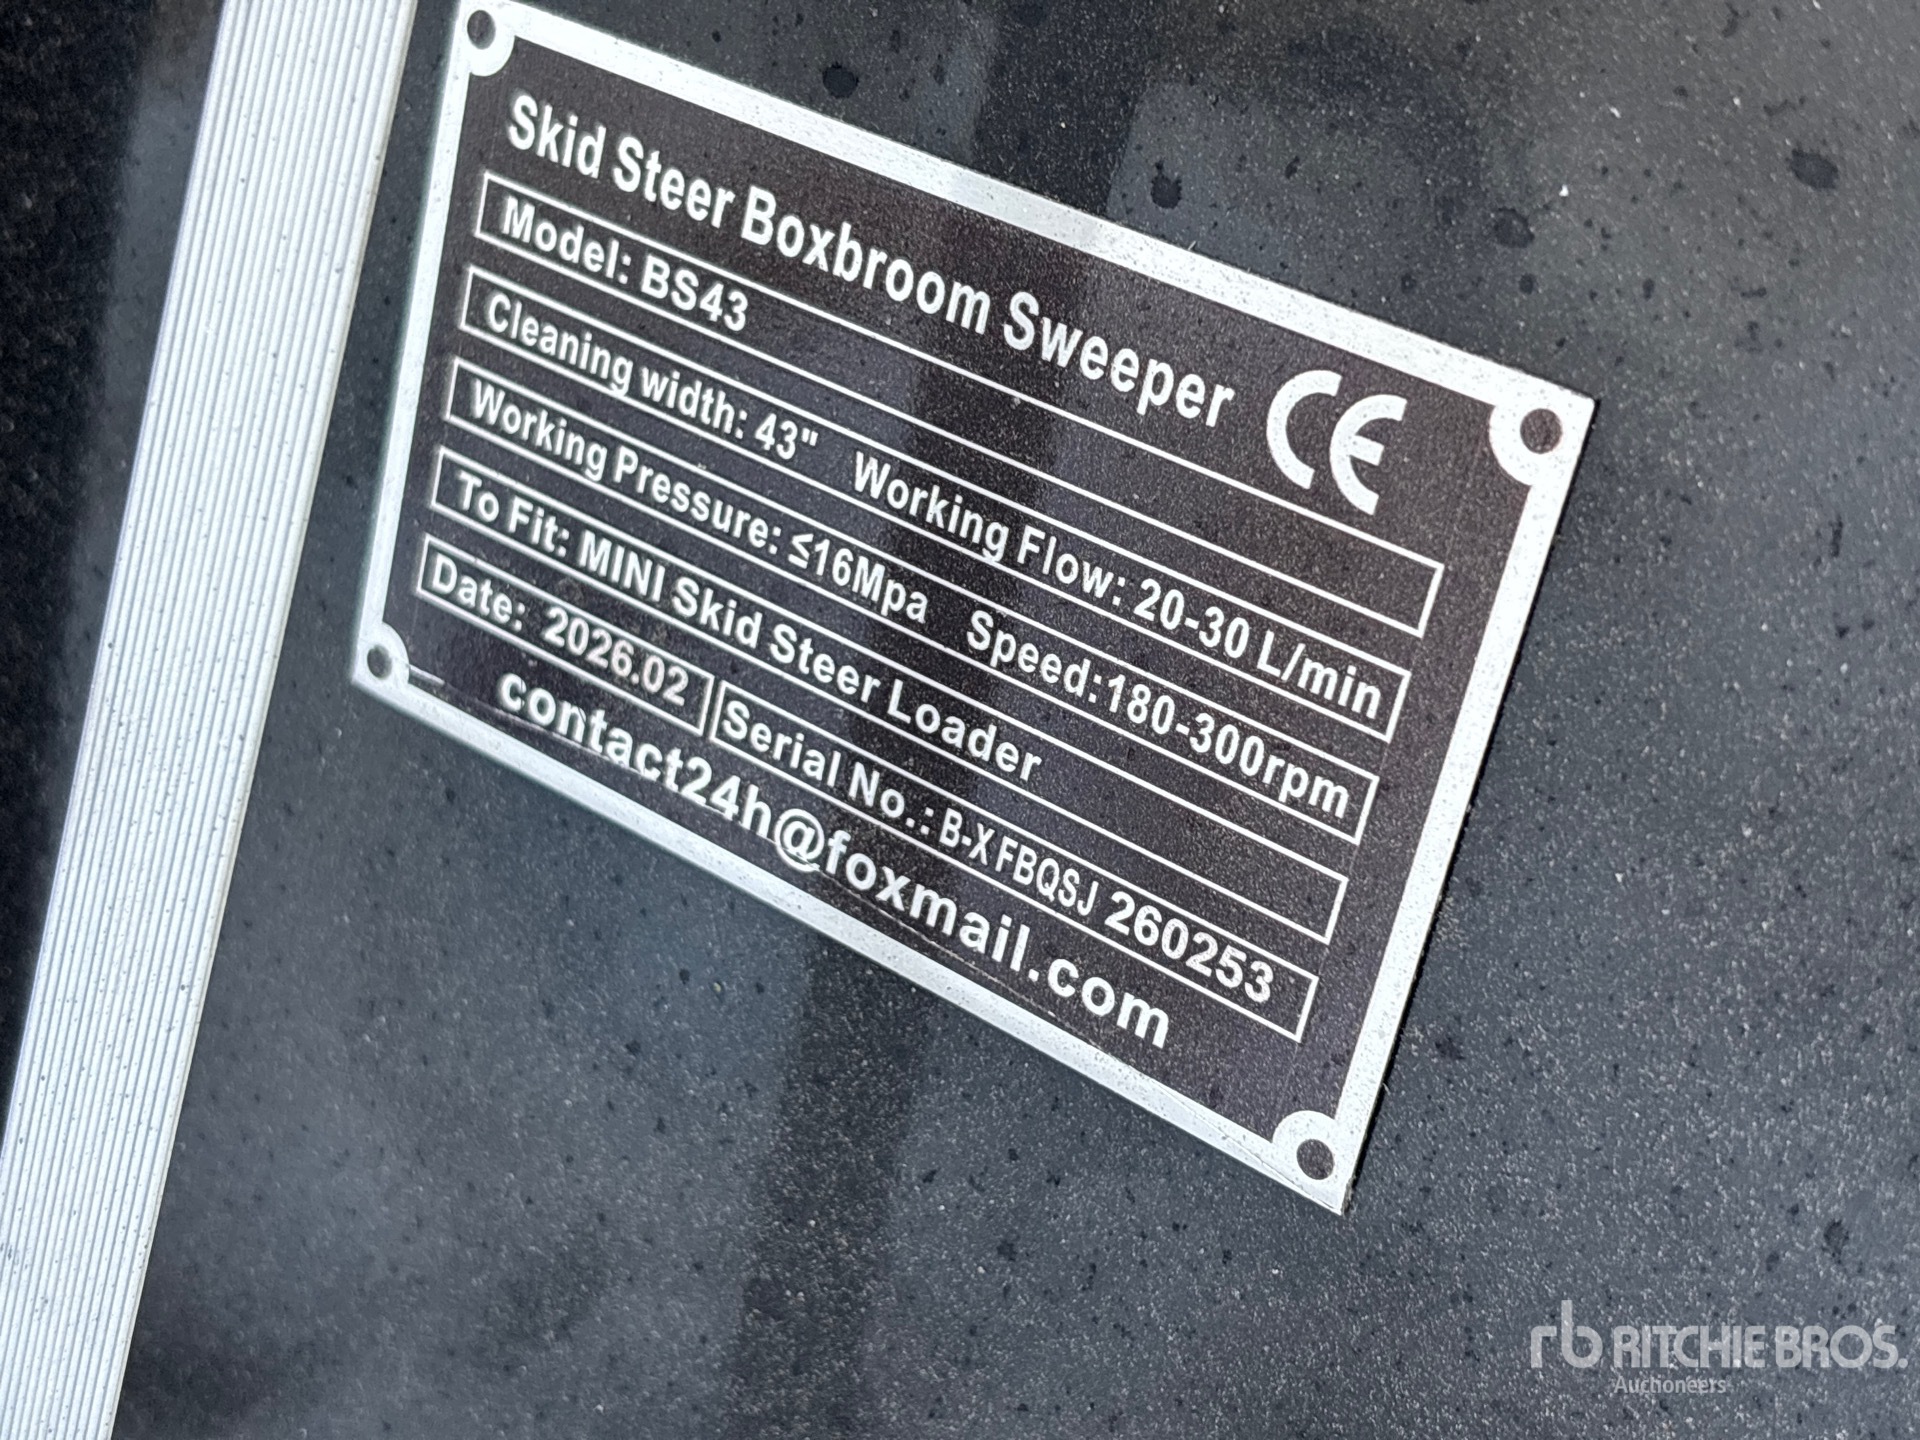 Skid Steer Boxbroom Sweeper CE
Model: BS43
Cleaning width: 43" Working Flow: 20-30 L/min
Working Pressure: ≤16Mpa Speed:180-300rpm
To Fit: MINI Skid Steer Loader
Date: 2026.02 Serial No.: B-XFBQSJ 260253
contact24h@foxmail.com
rb RITCHIE BROS.
Auctioneers